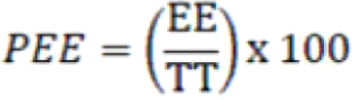 PEE = (EE/TT) x 100